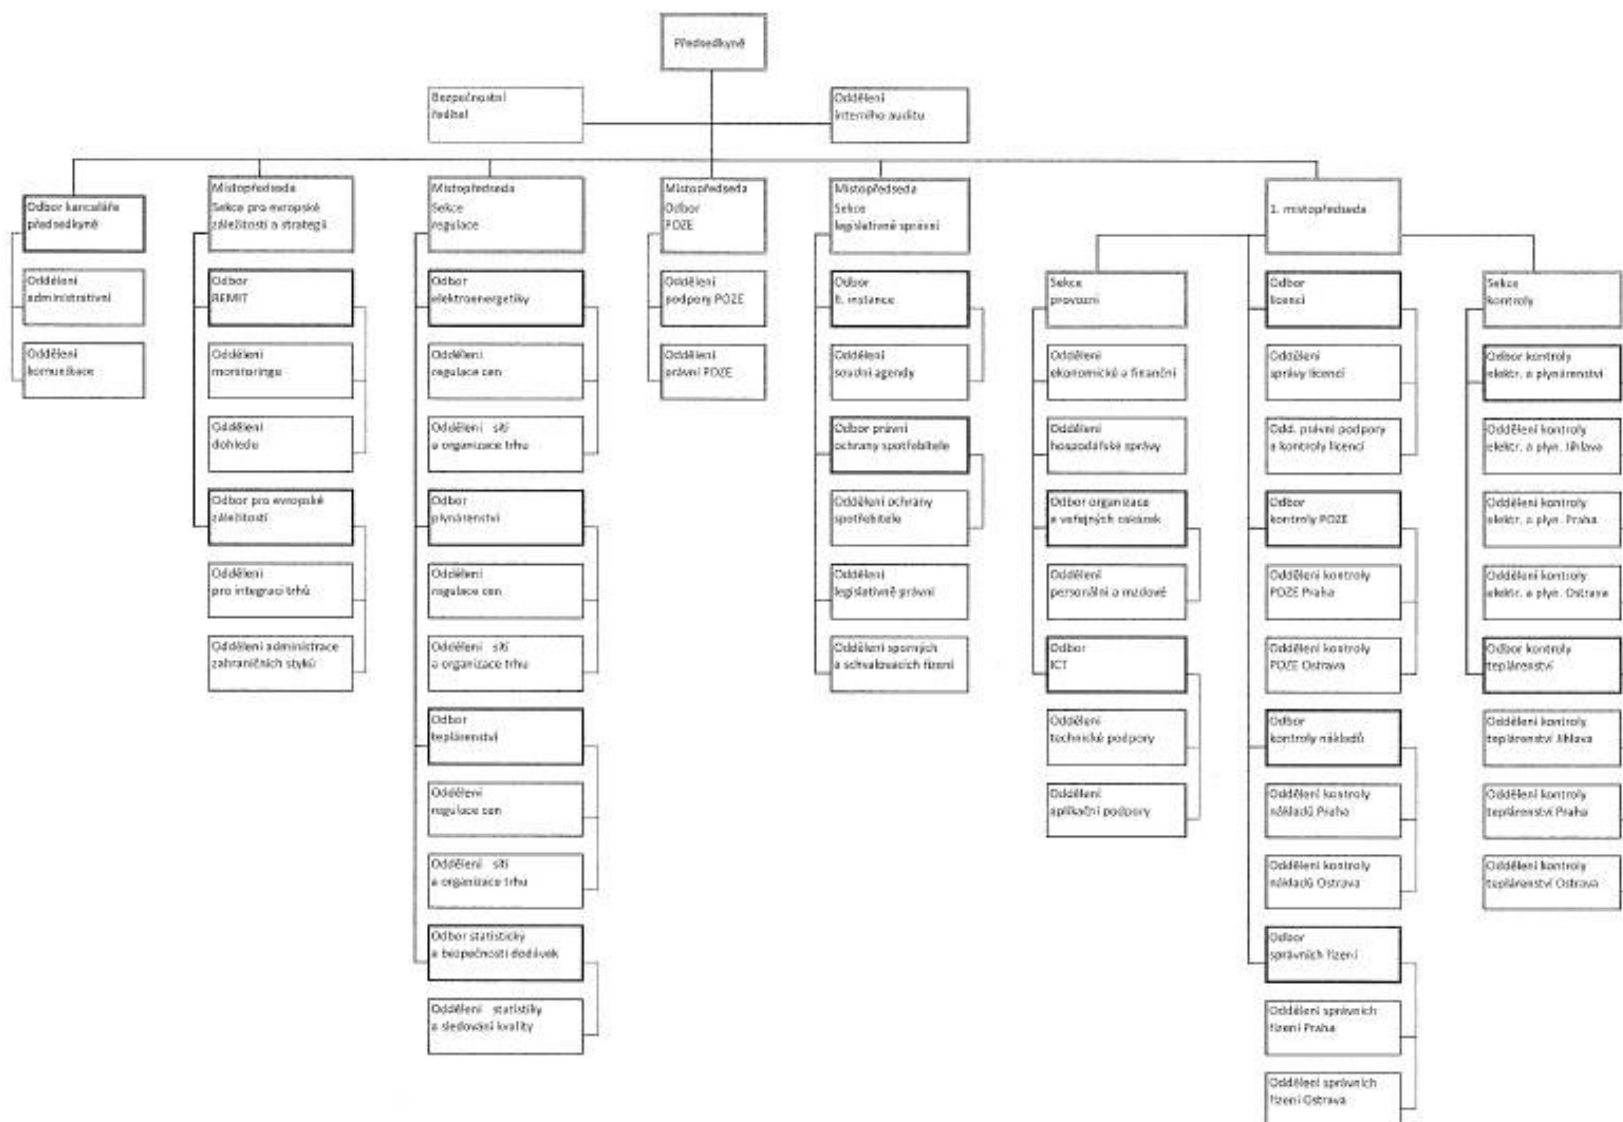 Předsedkyně
Bezpečnostní
ředitel
Oddělení
interního auditu
Odbor kanceláře
předsedkyně
Oddělení
administrativní
Oddělení
komunikace
Místopředseda
Sekce pro evropské
záležitosti a strategii
Odbor
REMIT
Oddělení
monitoringu
Oddělení
dohledu
Odbor pro evropské
záležitosti
Oddělení
pro integraci trhů
Oddělení administrace
zahraničních styků
Místopředseda
Sekce
regulace
Odbor
elektroenergetiky
Oddělení
regulace cen
Oddělení sítí
a organizace trhu
Odbor
plynárenství
Oddělení
regulace cen
Oddělení sítí
a organizace trhu
Odbor
teplárenství
Oddělení
regulace cen
Oddělení sítí
a organizace trhu
Odbor statistický
a bezpečnosti dodávek
Oddělení statistiky
a sledování kvality
Místopředseda
Odbor
POZE
Oddělení
podpory POZE
Oddělení
právní POZE
Místopředseda
Sekce
legislativně správní
Odbor
II. instance
Oddělení
soudní agendy
Odbor právní
ochrany spotřebitele
Oddělení ochrany
spotřebitele
Oddělení
legislativně právní
Oddělení sporných
a schvalovacích řízení
1. místopředseda
Sekce
provozní
Oddělení
ekonomické a finanční
Oddělení
hospodářské správy
Odbor organizace
a veřejných zakázek
Oddělení
personální a mzdové
Odbor
ICT
Oddělení
technické podpory
Oddělení
aplikační podpory
Odbor
licencí
Oddělení
správy licencí
Odd. právní podpory
a kontroly licencí
Odbor
kontroly POZE
Oddělení kontroly
POZE Praha
Oddělení kontroly
POZE Ostrava
Odbor
kontroly nákladů
Oddělení kontroly
nákladů Praha
Oddělení kontroly
nákladů Ostrava
Odbor
správních řízení
Oddělení správních
řízení Praha
Oddělení správních
řízení Ostrava
Sekce
kontroly
Odbor kontroly
elektr. a plynárenství
Oddělení kontroly
elektr. a plyn. Jihlava
Oddělení kontroly
elektr. a plyn. Praha
Oddělení kontroly
elektr. a plyn. Ostrava
Odbor kontroly
teplárenství
Oddělení kontroly
teplárenství Jihlava
Oddělení kontroly
teplárenství Praha
Oddělení kontroly
teplárenství Ostrava